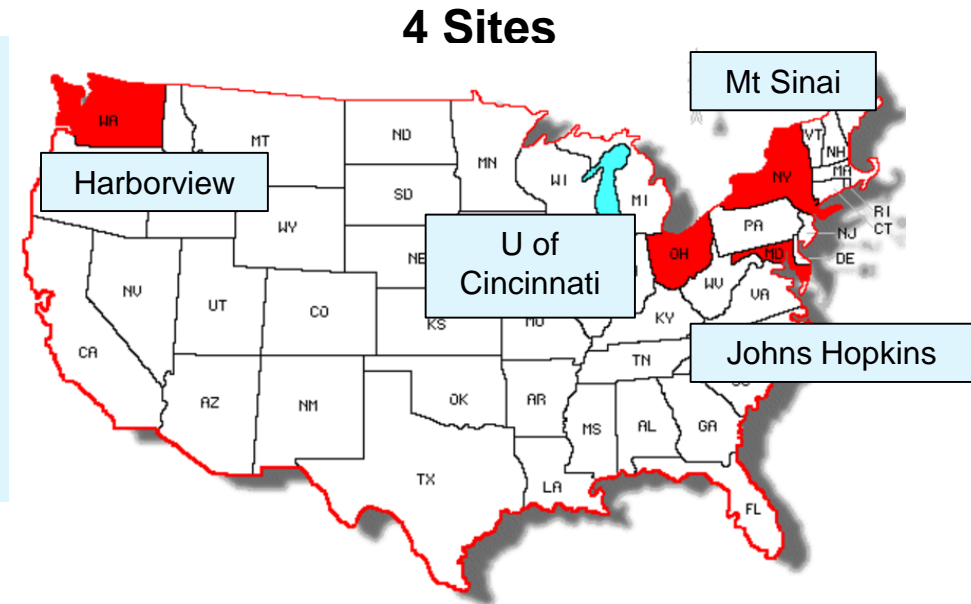 4 Sites
Mt Sinai
WA
MT
ND
MN
VT
NH
Harborview
SD
WI
MI
NY
MA
RI
CT
WY
U of
Cincinnati
PA
NJ
NE
OH
MD
DE
NV
UT
CO
KS
MO
WV
VA
KY
CA
TN
Johns Hopkins
AZ
NM
OK
AR
MS
AL
GA
TX
LA
FL